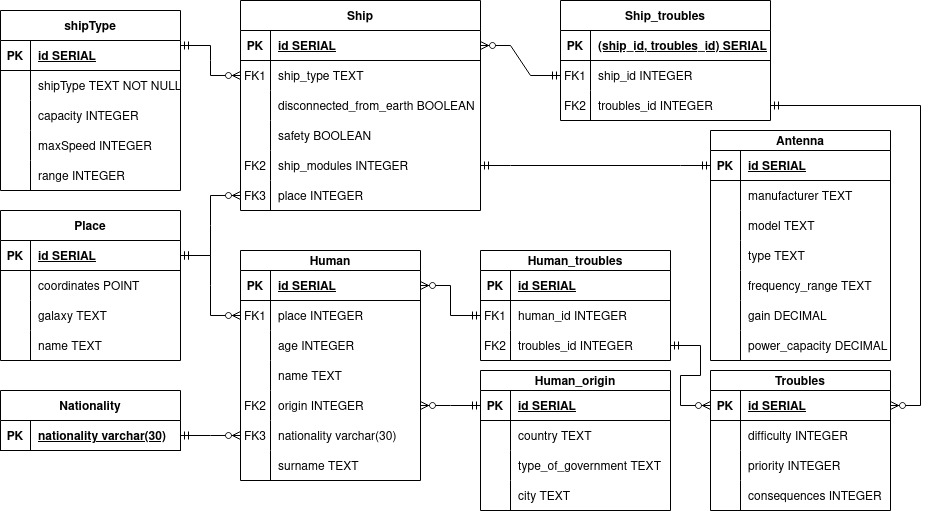 shipType
PK id SERIAL
shipType TEXT NOT NULL
capacity INTEGER
maxSpeed INTEGER
range INTEGER
Ship
PK id SERIAL
FK1 ship_type TEXT
disconnected_from_earth BOOLEAN
safety BOOLEAN
FK2 ship_modules INTEGER
FK3 place INTEGER
Ship_troubles
PK (ship_id, troubles_id) SERIAL
FK1 ship_id INTEGER
FK2 troubles_id INTEGER
Antenna
PK id SERIAL
manufacturer TEXT
model TEXT
type TEXT
frequency_range TEXT
gain DECIMAL
power_capacity DECIMAL
Place
PK id SERIAL
coordinates POINT
galaxy TEXT
name TEXT
Human
PK id SERIAL
FK1 place INTEGER
age INTEGER
name TEXT
FK2 origin INTEGER
FK3 nationality varchar(30)
surname TEXT
Human_troubles
PK id SERIAL
FK1 human_id INTEGER
FK2 troubles_id INTEGER
Nationality
PK nationality varchar(30)
Human_origin
PK id SERIAL
country TEXT
type_of_government TEXT
city TEXT
Troubles
PK id SERIAL
difficulty INTEGER
priority INTEGER
consequences INTEGER